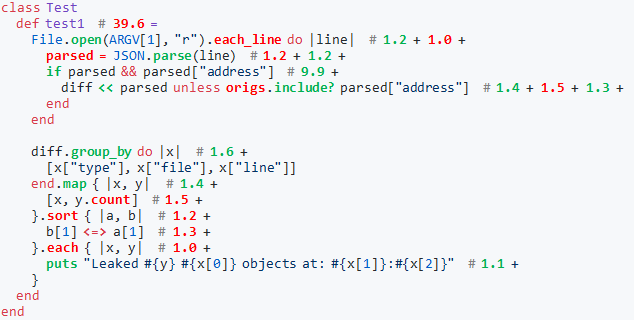 class Test
  def test1  # 39.6 =
    File.open(ARGV[1], "r").each_line do |line|  # 1.2 + 1.0 +
      parsed = JSON.parse(line)  # 1.2 + 1.2 +
      if parsed && parsed["address"]  # 9.9 +
        diff << parsed unless origs.include? parsed["address"]  # 1.4 + 1.5 + 1.3 +
      end
    end

    diff.group_by do |x|  # 1.6 +
      [x["type"], x["file"], x["line"]]
    end.map { |x, y|  # 1.4 +
      [x, y.count]  # 1.5 +
    }.sort { |a, b|  # 1.2 +
      b[1] <=> a[1]  # 1.3 +
    }.each { |x, y|  # 1.0 +
      puts "Leaked #{y} #{x[0]} objects at: #{x[1]}:#{x[2]}"  # 1.1 +
    }
  end
end